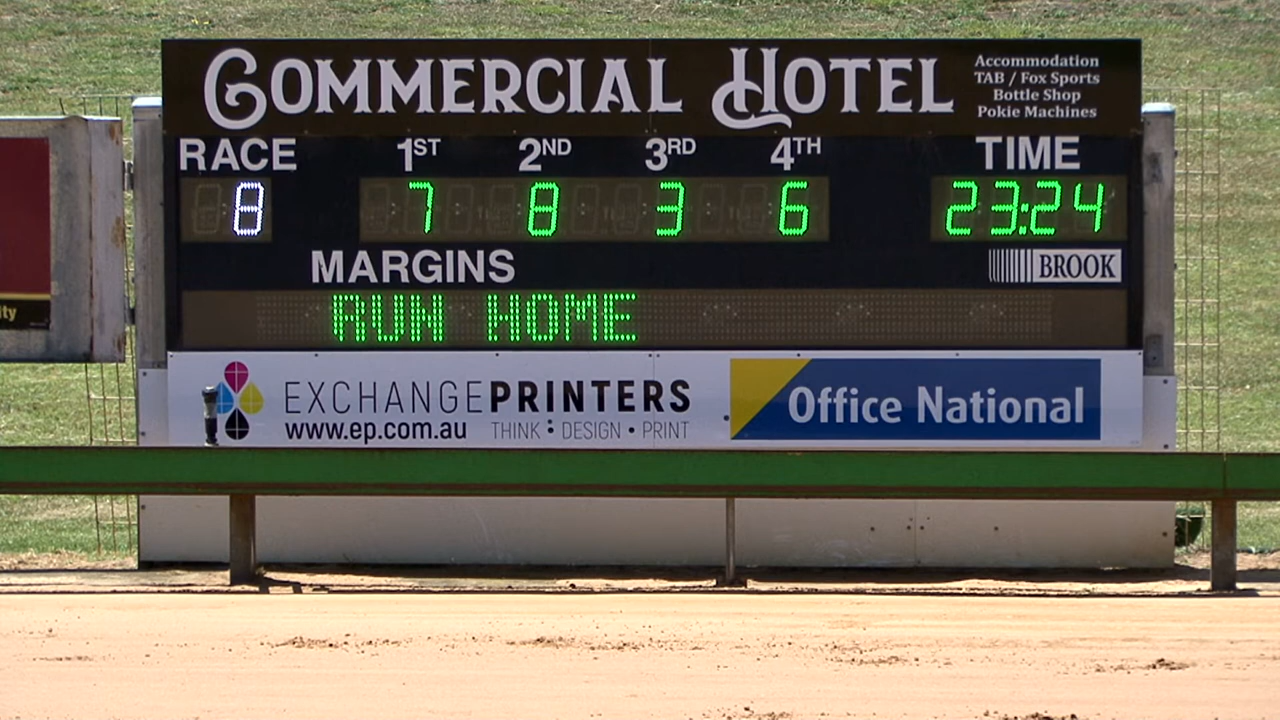 COMMERCIAL HOTEL
Accommodation
TAB / Fox Sports
Bottle Shop
Pokie Machines
RACE 1ST 2ND 3RD 4TH TIME
8 7 8 3 6 23:24
MARGINS
BROOK
RUN HOME
ity
EXCHANGEPRINTERS
www.ep.com.au THINK • DESIGN • PRINT
Office National